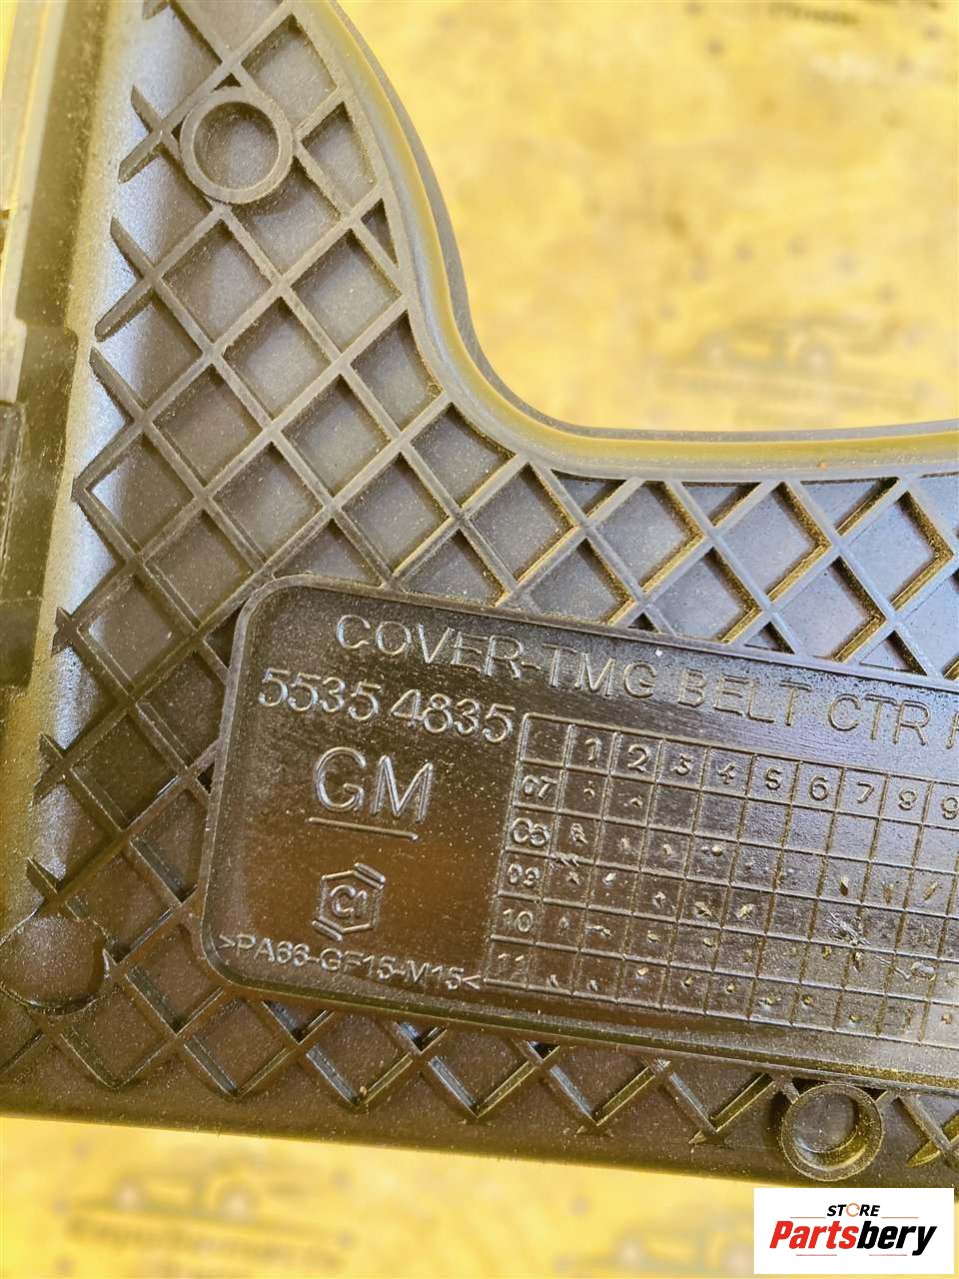 COVER-TMG BELT CTR
5535 4835
GM
1 2 3 4 5 6 7 8 9
07
09
10
11
>PA66-GF15-M15<
STORE
Partsbery